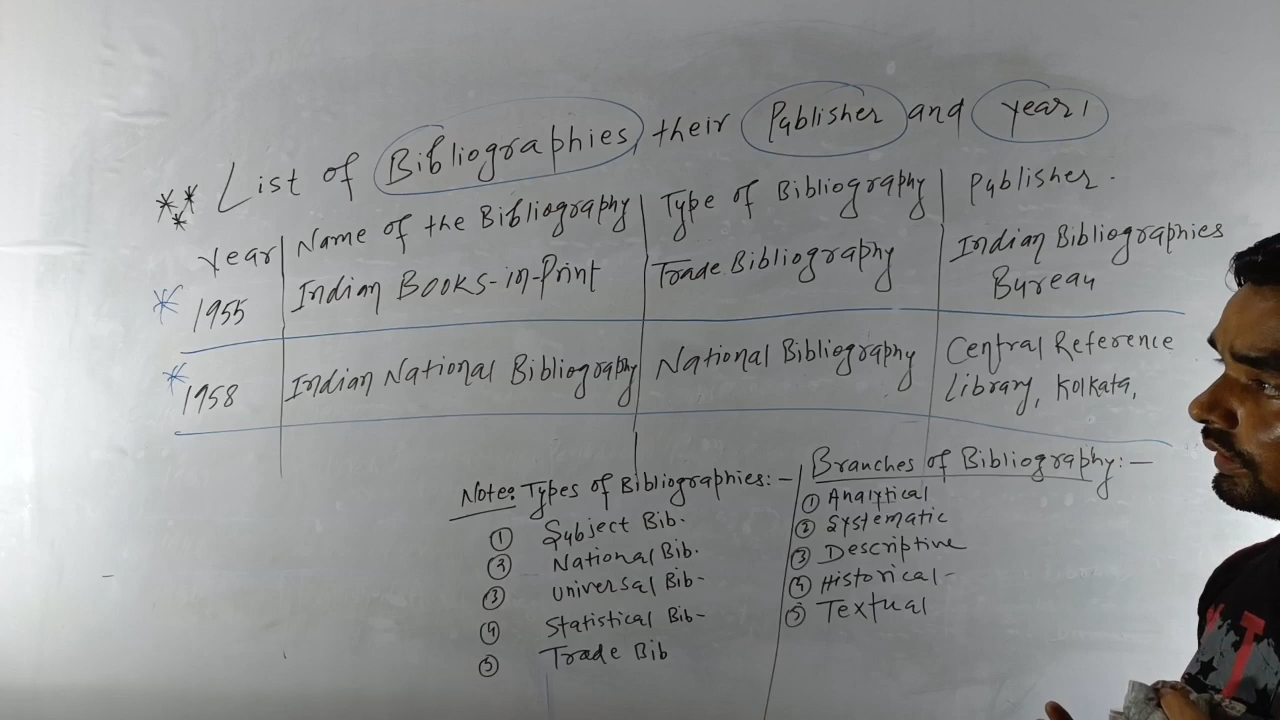 *** List of Bibliographies their Publisher and year,
Year Name of the Bibliography Type of Bibliography Publisher.
* 1955 Indian Books-in-Print Trade Bibliography Indian Bibliographies
Bureau
* 1958 Indian National Bibliography National Bibliography Central Reference
Library, Kolkata,
Note: Types of Bibliographies:-
① Subject Bib.
② National Bib.
③ Universal Bib-
④ Statistical Bib-
⑤ Trade Bib
Branches of Bibliography:-
① Analytical
② Systematic
③ Descriptive
④ Historical-
⑤ Textual